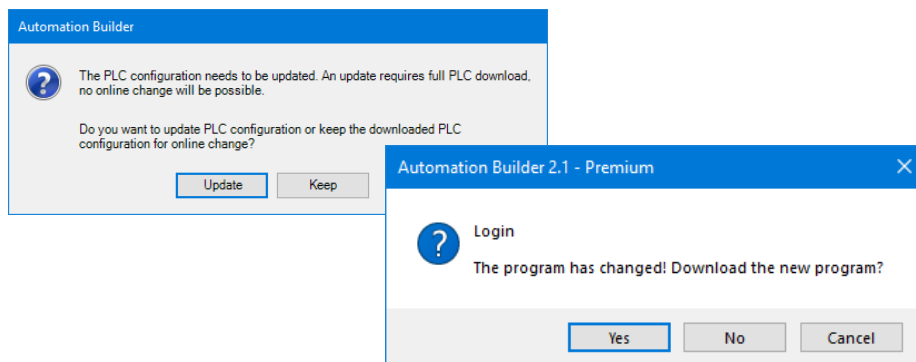 Automation Builder
The PLC configuration needs to be updated. An update requires full PLC download,
no online change will be possible.
Do you want to update PLC configuration or keep the downloaded PLC
configuration for online change?
Update Keep
Automation Builder 2.1 - Premium
Login
The program has changed! Download the new program?
Yes No Cancel